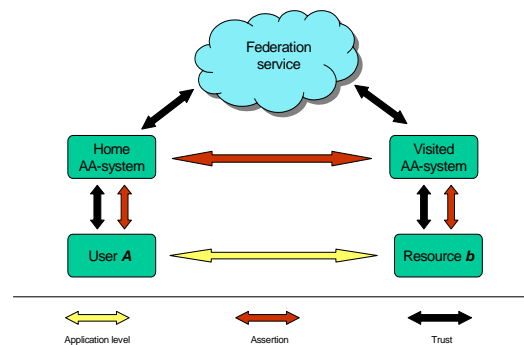 Federation
service
Home
AA-system
Visited
AA-system
User A
Resource b
Application level
Assertion
Trust